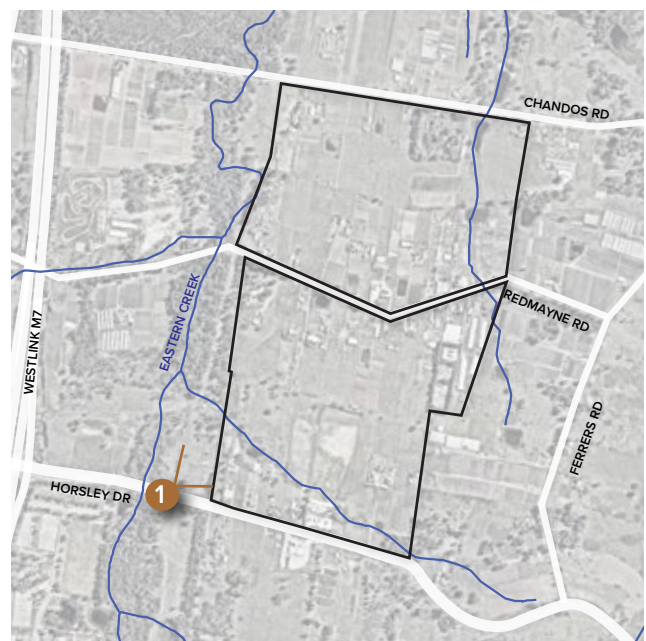 CHANDOS RD
REDMAYNE RD
EASTERN CREEK
WESTLINK M7
FERRERS RD
HORSLEY DR
1